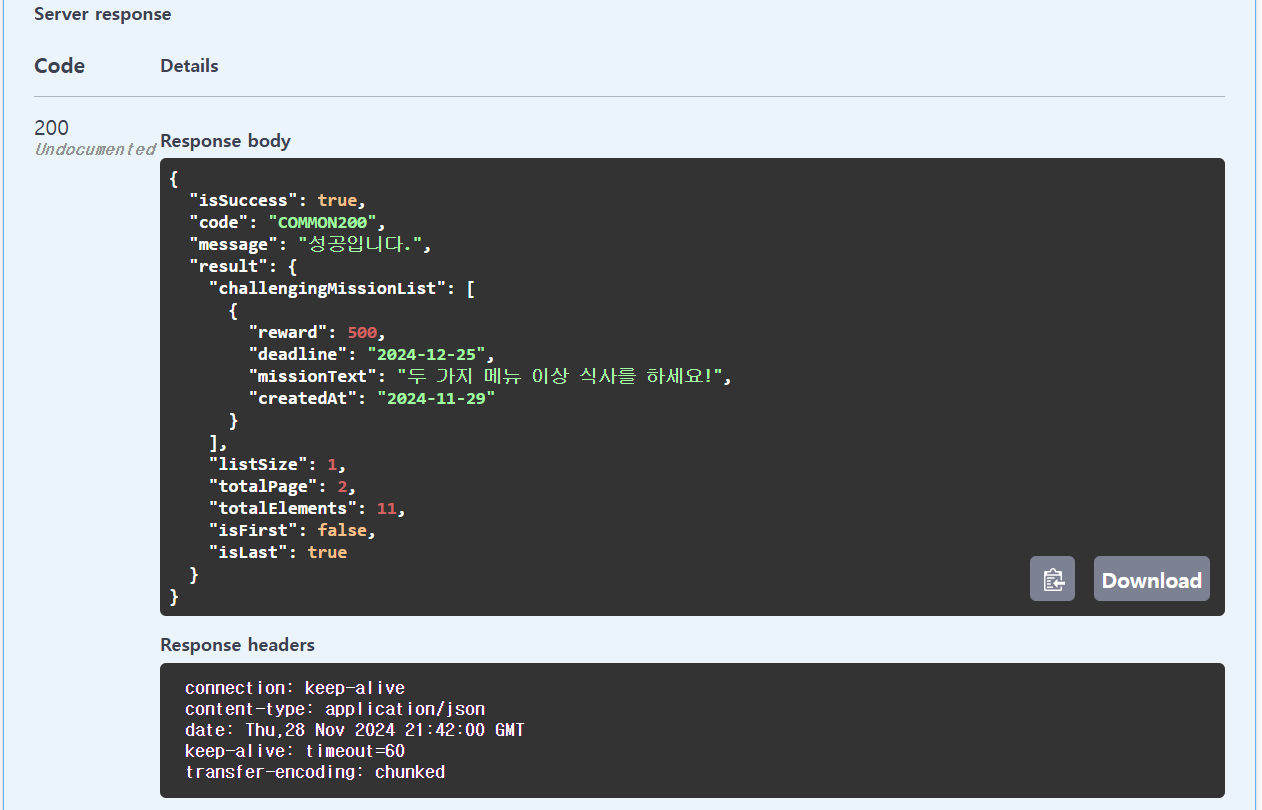 Server response
Code Details
200
Undocumented
Response body
{
  "isSuccess": true,
  "code": "COMMON200",
  "message": "성공입니다.",
  "result": {
    "challengingMissionList": [
      {
        "reward": 500,
        "deadline": "2024-12-25",
        "missionText": "두 가지 메뉴 이상 식사를 하세요!",
        "createdAt": "2024-11-29"
      }
    ],
    "listSize": 1,
    "totalPage": 2,
    "totalElements": 11,
    "isFirst": false,
    "isLast": true
  }
}
Download
Response headers
connection: keep-alive
content-type: application/json
date: Thu,28 Nov 2024 21:42:00 GMT
keep-alive: timeout=60
transfer-encoding: chunked